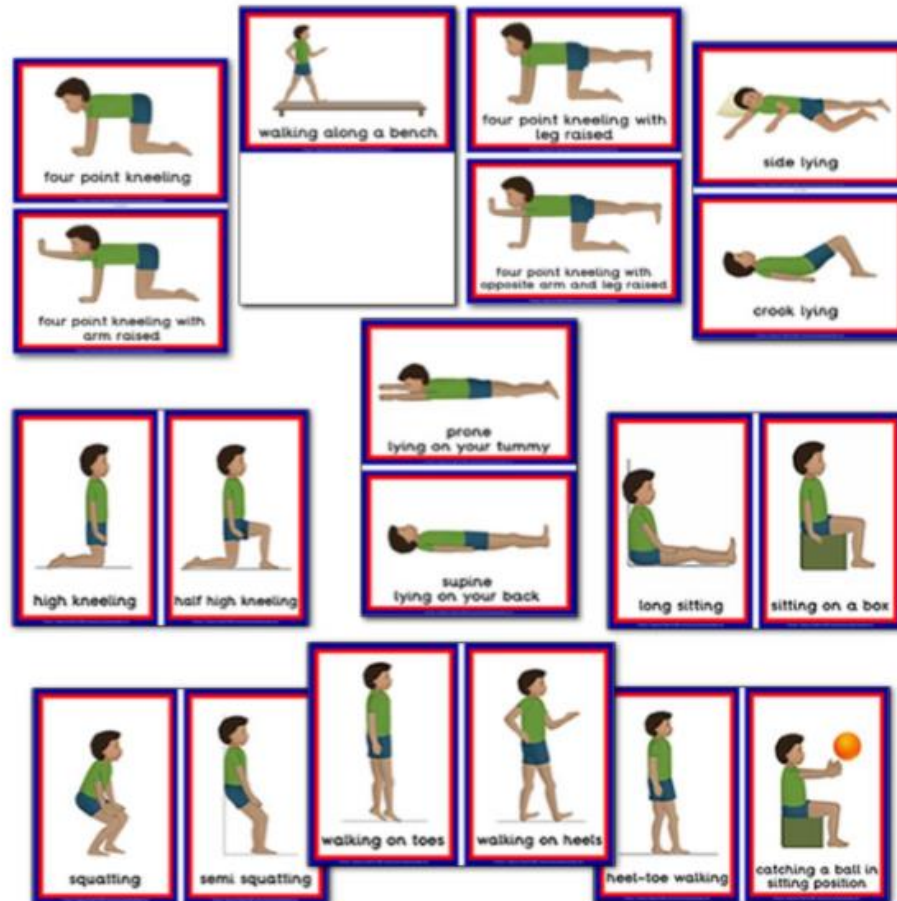 four point kneeling
four point kneeling with
arm raised
walking along a bench
four point kneeling with
leg raised
four point kneeling with
opposite arm and leg raised
side lying
crook lying
prone
lying on your tummy
supine
lying on your back
high kneeling
half high kneeling
long sitting
sitting on a box
squatting
semi squatting
walking on toes
walking on heels
heel-toe walking
catching a ball in
sitting position